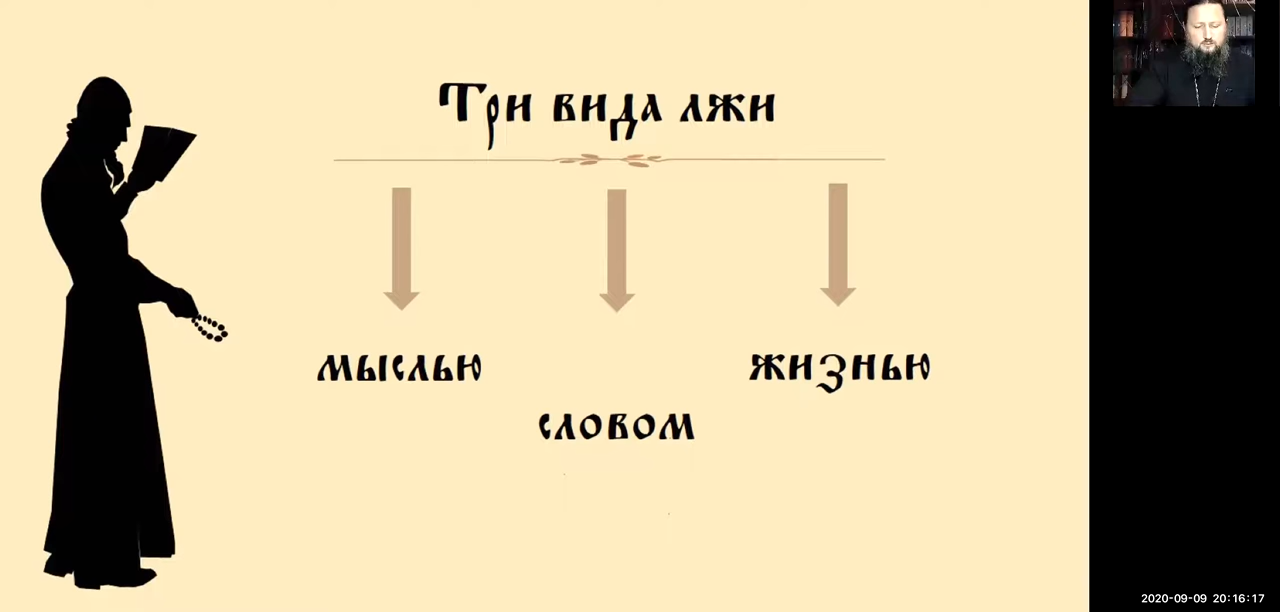 Три вида лжи
мыслью
словом
жизнью
2020-09-09 20:16:17